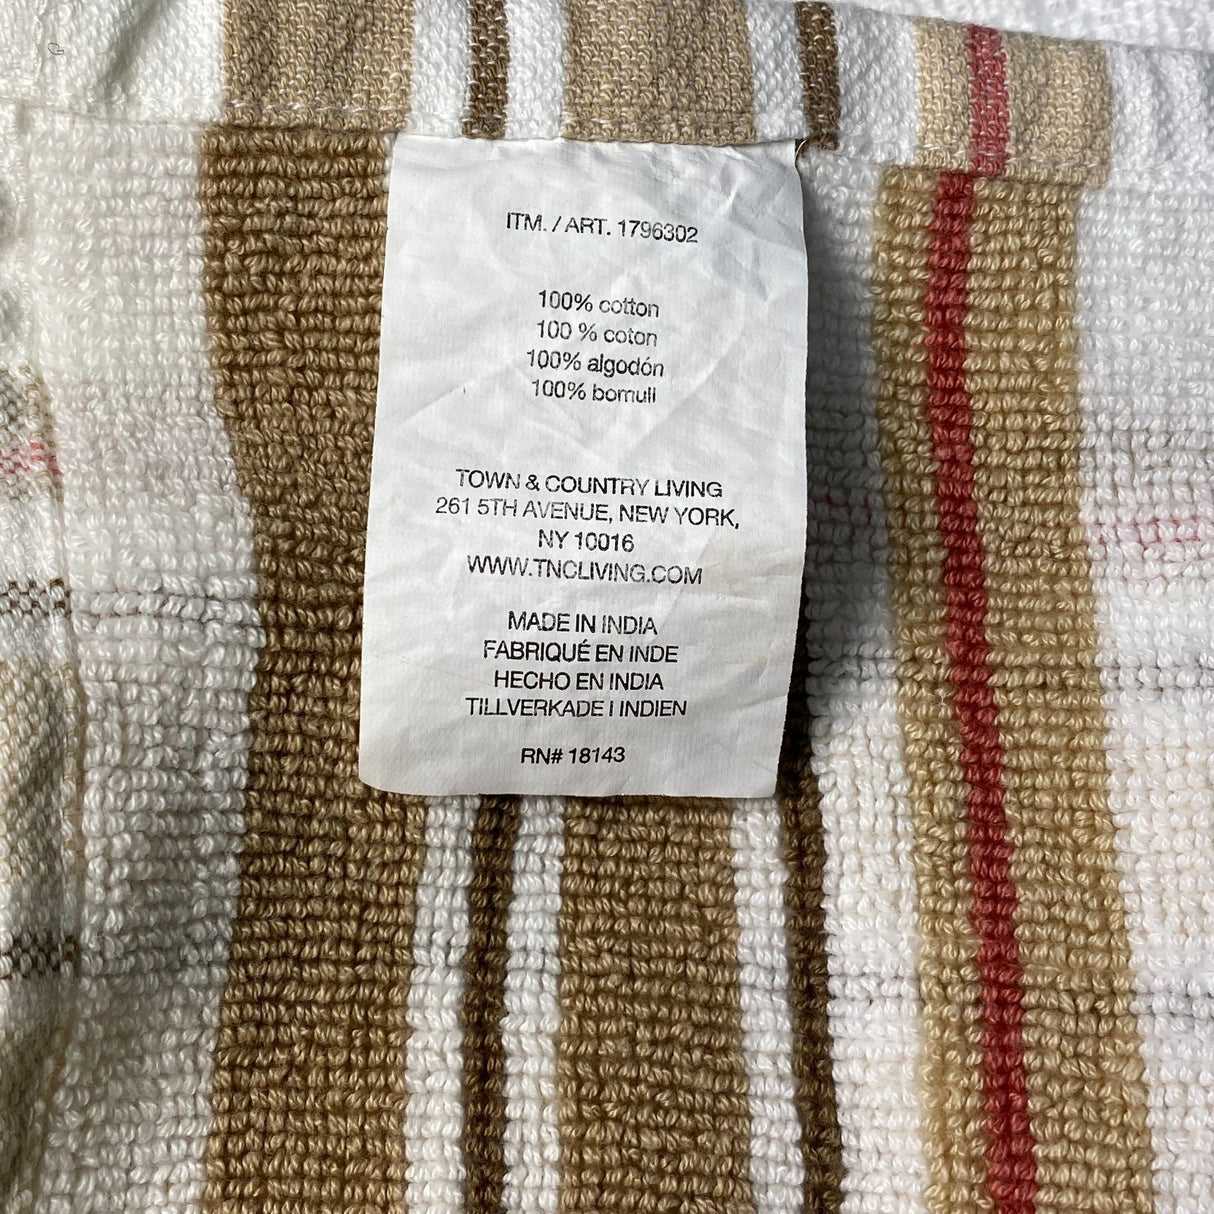 ITM. / ART. 1796302
100% cotton
100 % coton
100% algodón
100% bomull
TOWN & COUNTRY LIVING
261 5TH AVENUE, NEW YORK,
NY 10016
WWW.TNCLIVING.COM
MADE IN INDIA
FABRIQUÉ EN INDE
HECHO EN INDIA
TILLVERKADE I INDIEN
RN# 18143